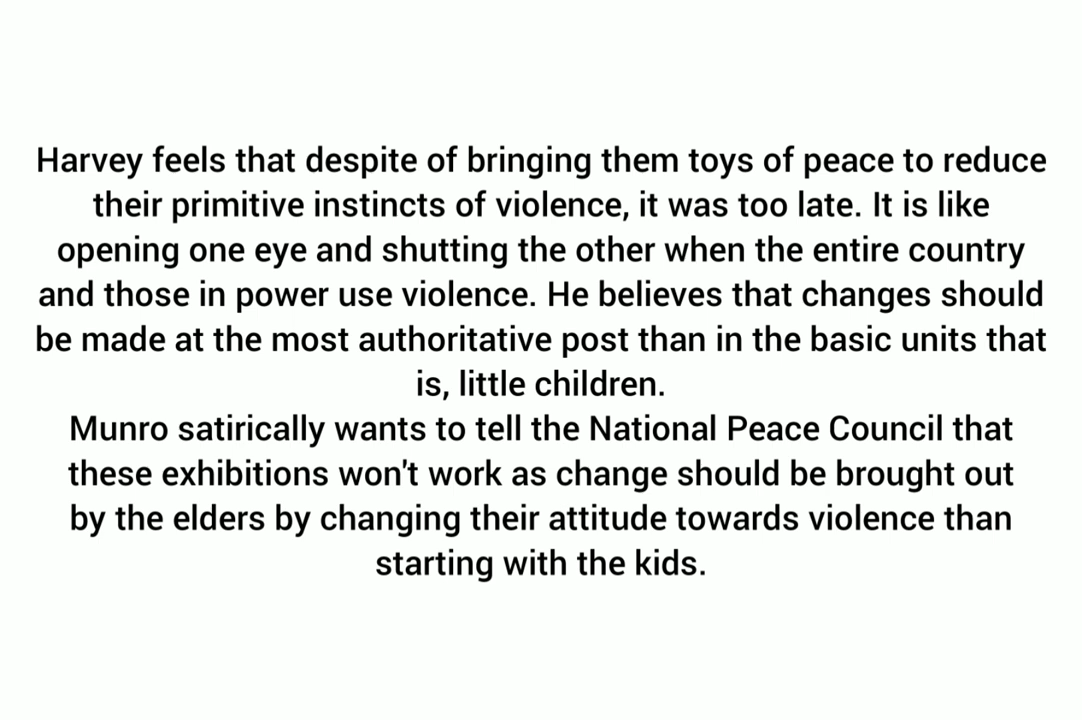 Harvey feels that despite of bringing them toys of peace to reduce
their primitive instincts of violence, it was too late. It is like
opening one eye and shutting the other when the entire country
and those in power use violence. He believes that changes should
be made at the most authoritative post than in the basic units that
is, little children.
Munro satirically wants to tell the National Peace Council that
these exhibitions won't work as change should be brought out
by the elders by changing their attitude towards violence than
starting with the kids.